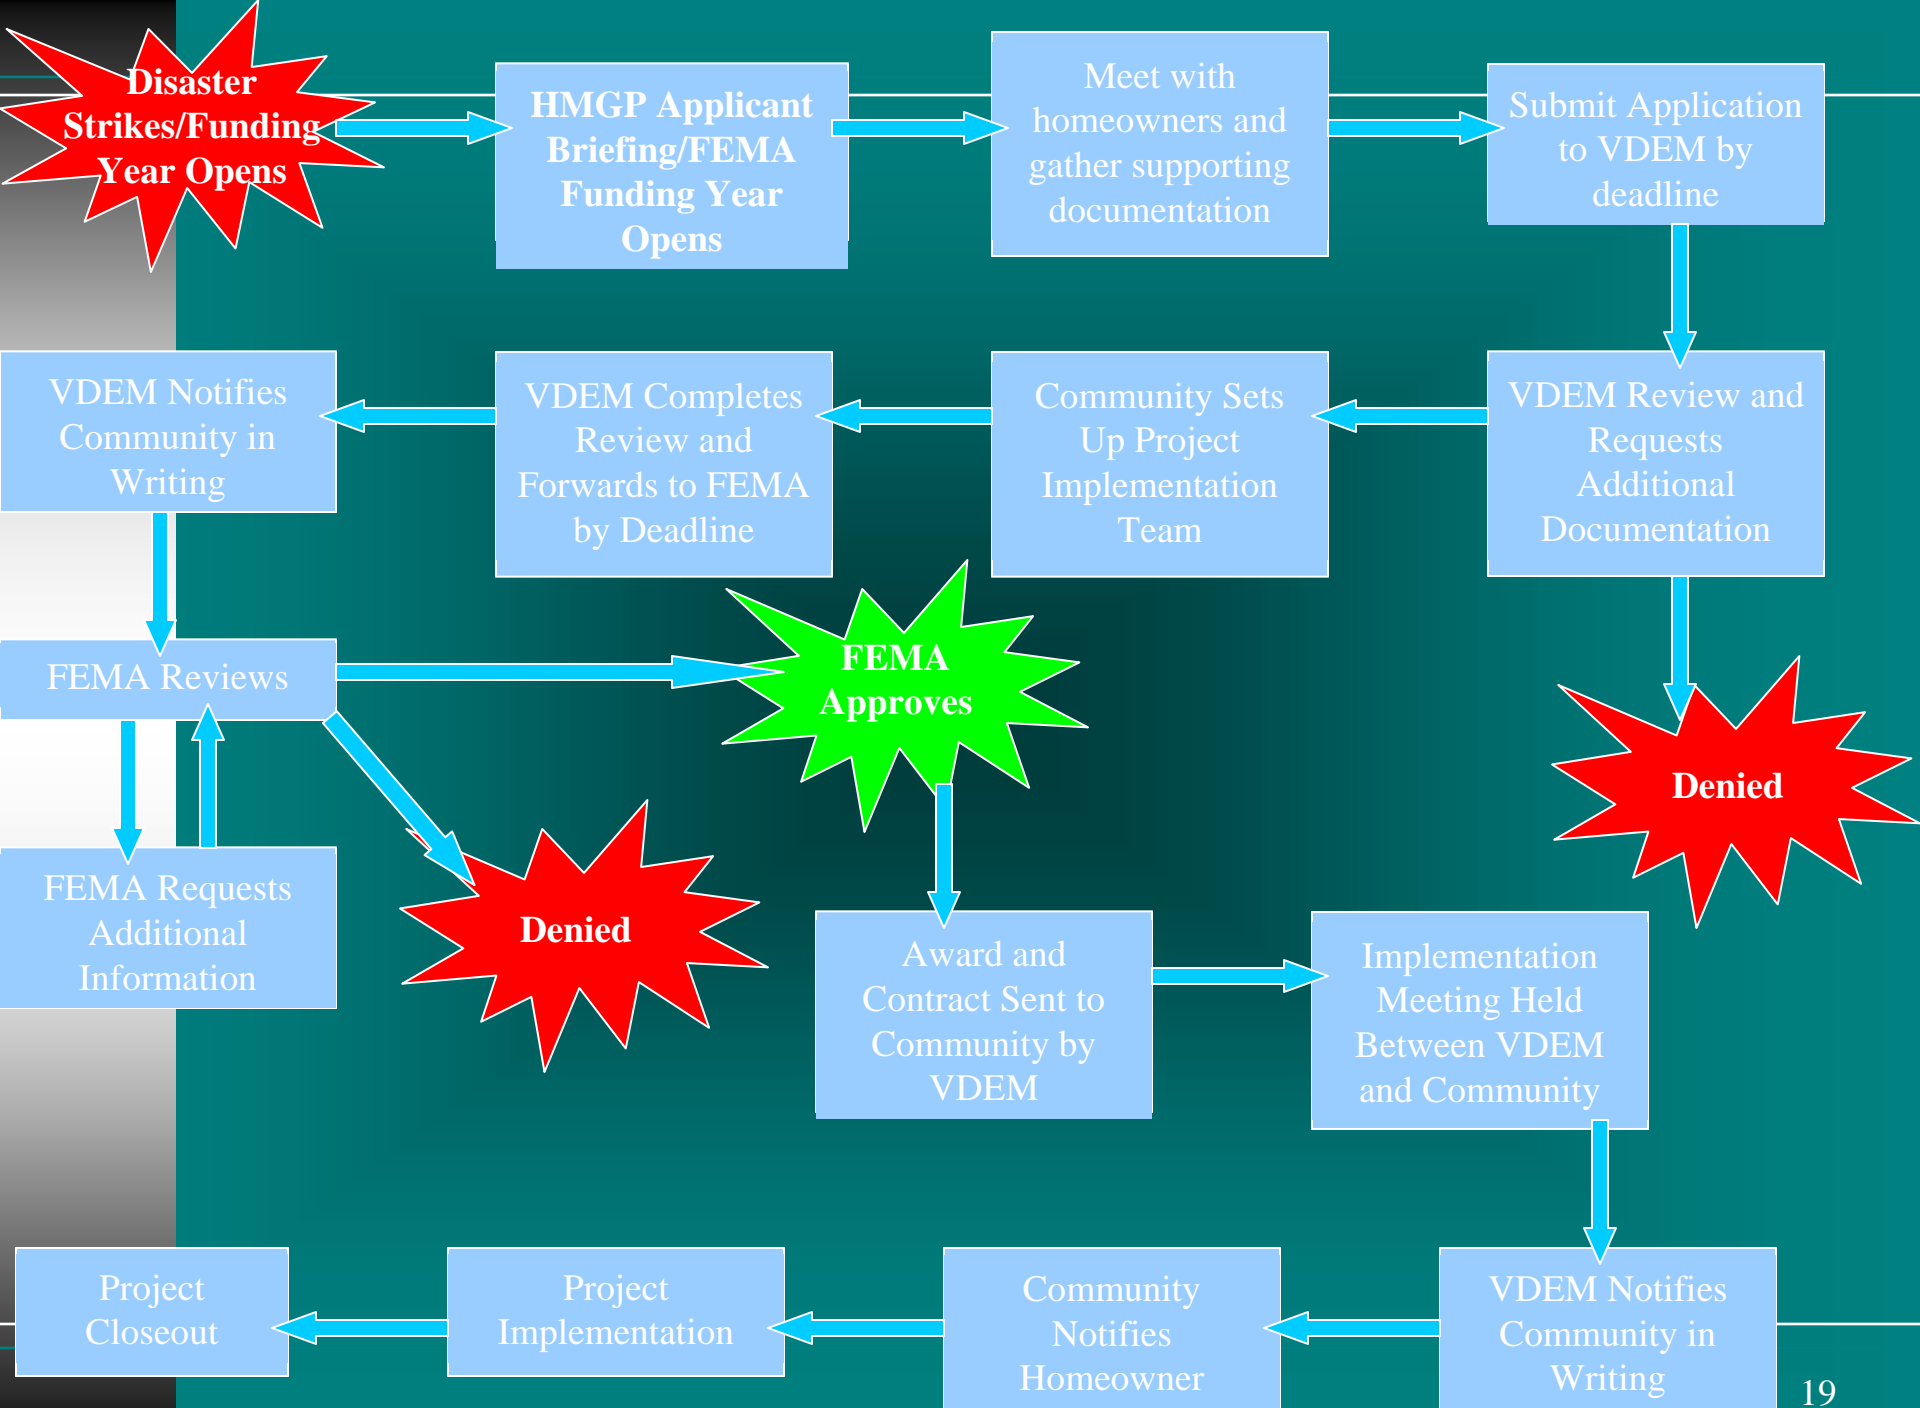 Disaster
Strikes/Funding
Year Opens
HMGP Applicant
Briefing/FEMA
Funding Year
Opens
Meet with
homeowners and
gather supporting
documentation
Submit Application
to VDEM by
deadline
VDEM Review and
Requests
Additional
Documentation
Community Sets
Up Project
Implementation
Team
VDEM Completes
Review and
Forwards to FEMA
by Deadline
VDEM Notifies
Community in
Writing
FEMA Reviews
FEMA
Approves
Denied
FEMA Requests
Additional
Information
Denied
Award and
Contract Sent to
Community by
VDEM
Implementation
Meeting Held
Between VDEM
and Community
VDEM Notifies
Community in
Writing
Community
Notifies
Homeowner
Project
Implementation
Project
Closeout
19